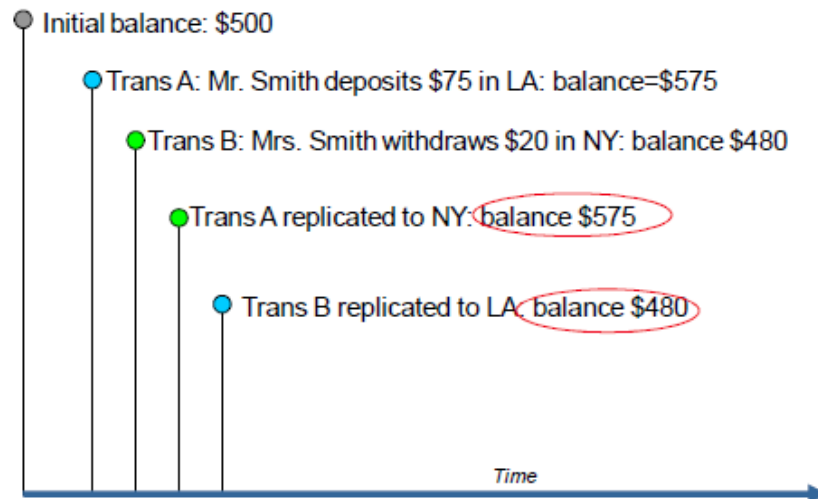 Initial balance: $500
Trans A: Mr. Smith deposits $75 in LA: balance=$575
Trans B: Mrs. Smith withdraws $20 in NY: balance $480
Trans A replicated to NY: balance $575
Trans B replicated to LA: balance $480
Time